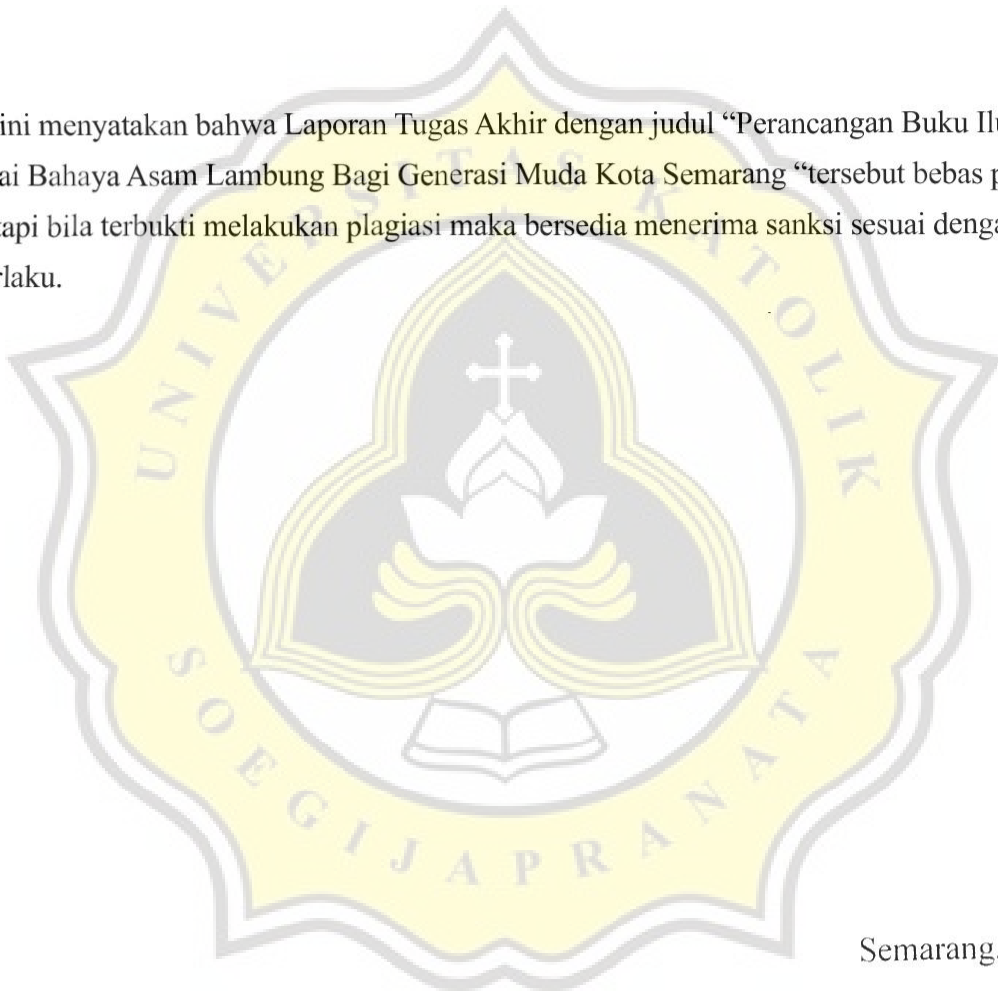 ini menyatakan bahwa Laporan Tugas Akhir dengan judul “Perancangan Buku Ilu
ai Bahaya Asam Lambung Bagi Generasi Muda Kota Semarang “tersebut bebas p
tapi bila terbukti melakukan plagiasi maka bersedia menerima sanksi sesuai denga
rlaku.
UNIVERSITAS KATOLIK
SOEGIJAPRANATA
Semarang,